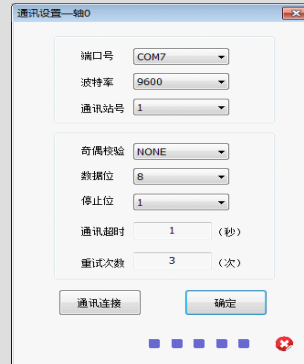 通讯设置—轴0
端口号 COM7
波特率 9600
通讯站号 1
奇偶校验 NONE
数据位 8
停止位 1
通讯超时 1 (秒)
重试次数 3 (次)
通讯连接 确定